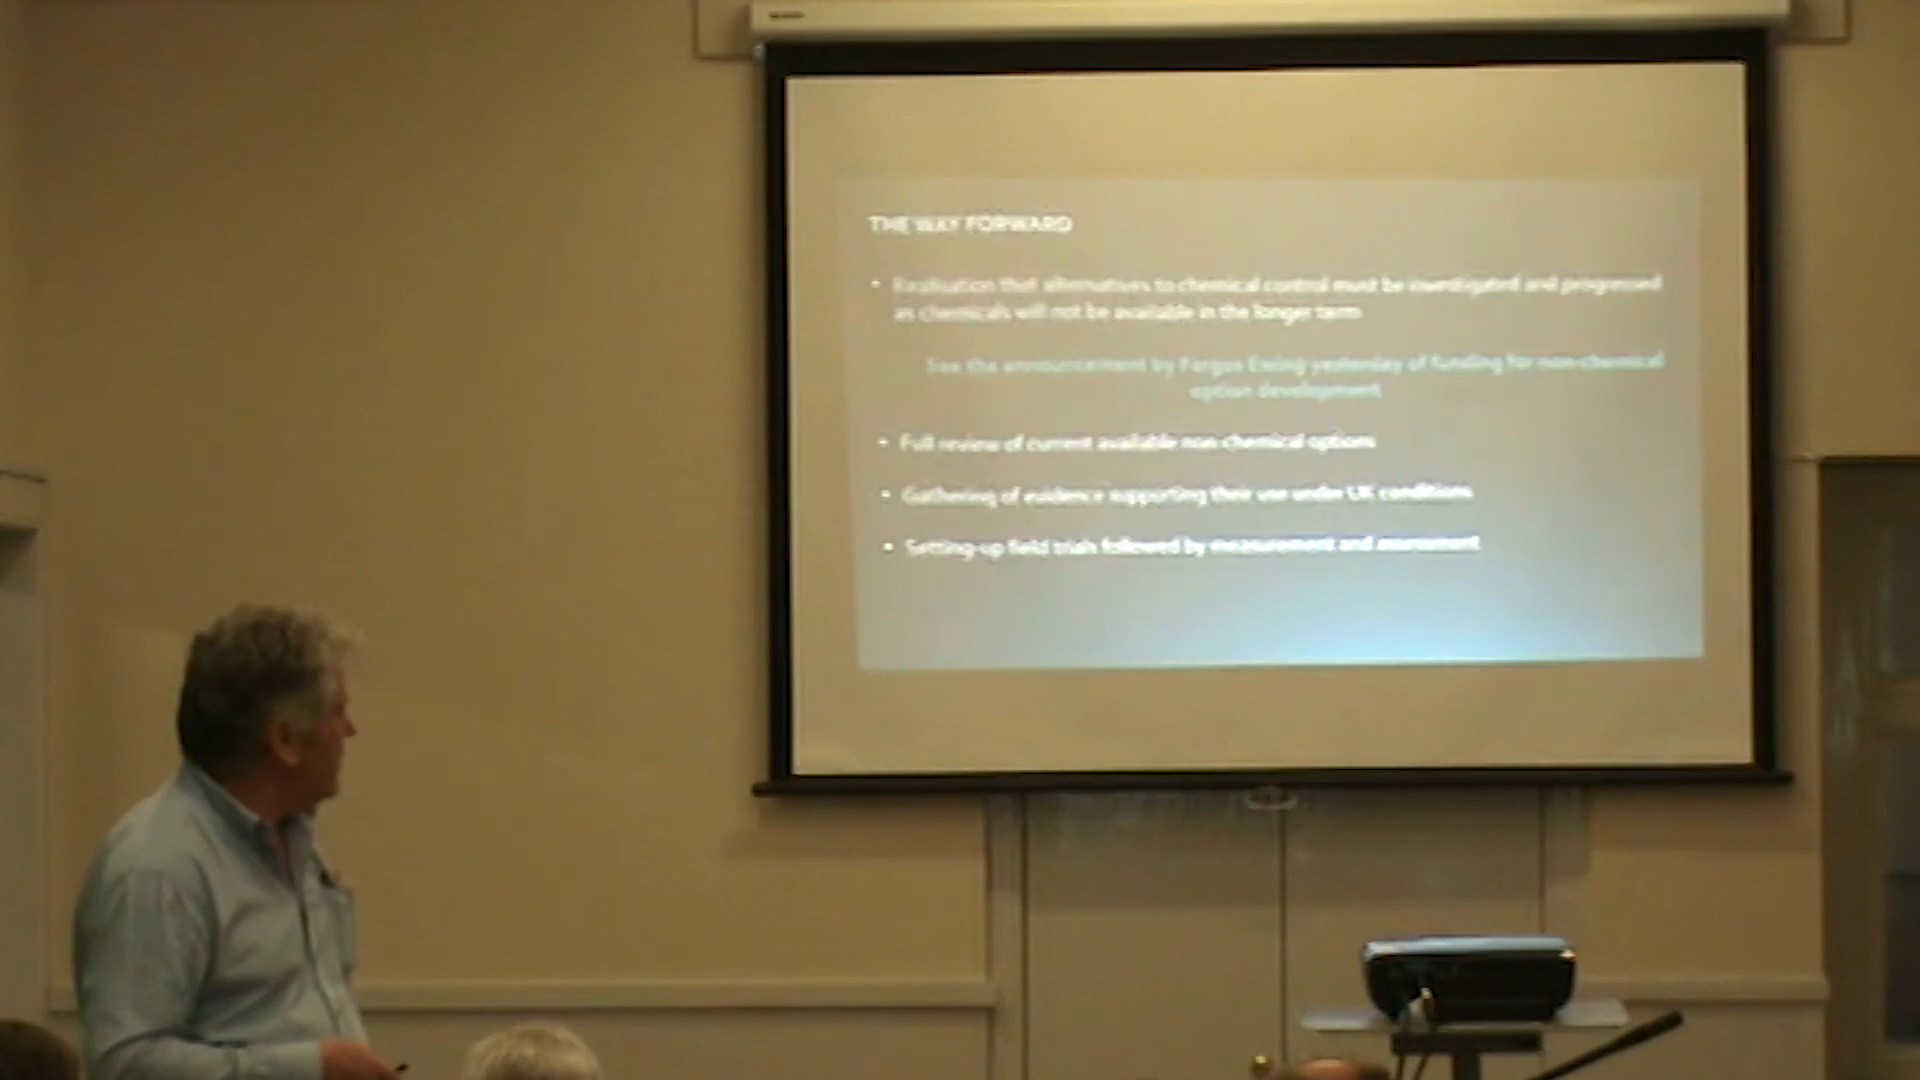 THE WAY FORWARD
• Realisation that alternatives to chemical control must be investigated and progressed
as chemicals will not be available in the longer term
See the announcement by Fergus Ewing yesterday of funding for non-chemical
option development
• Full review of current available non-chemical options
• Gathering of evidence supporting their use under UK conditions
• Setting-up field trials followed by measurement and assessment